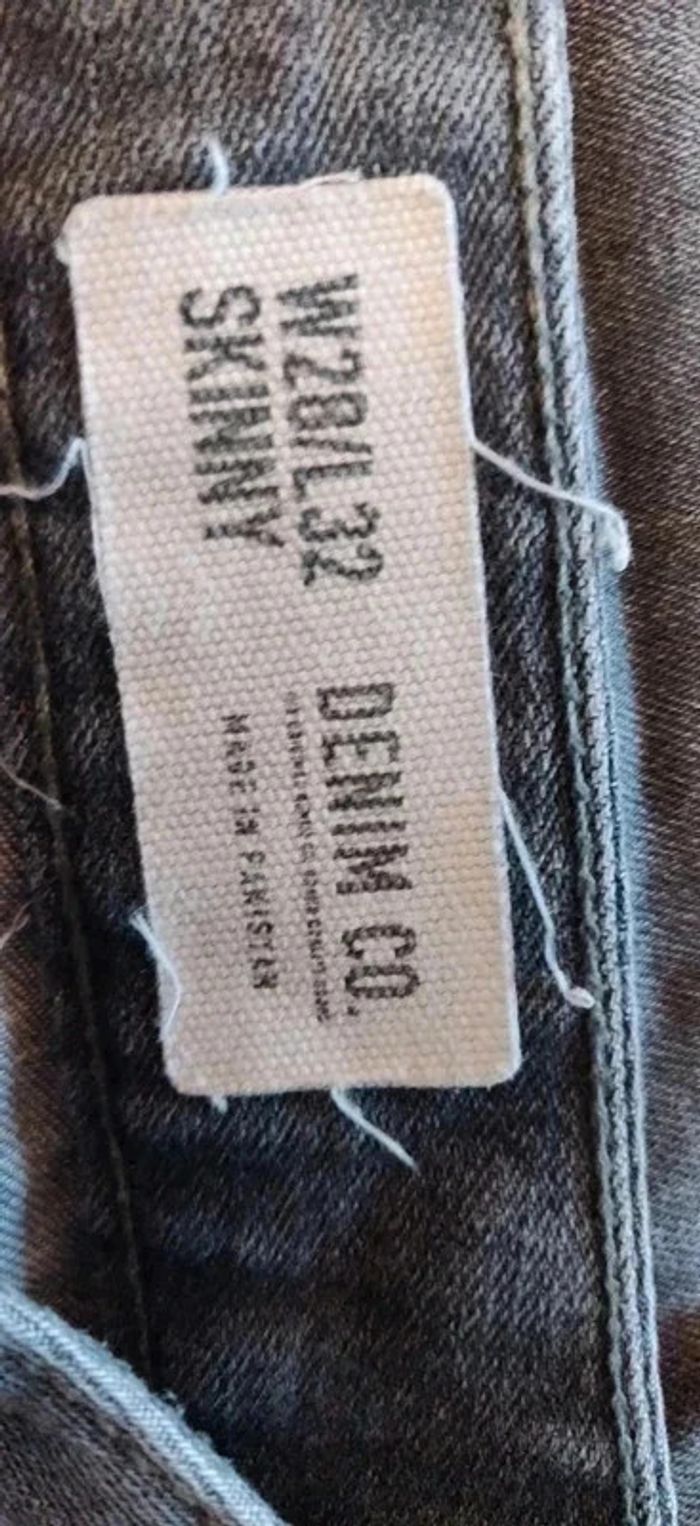 W28/L32
SKINNY
DENIM CO.
MADE IN PAKISTAN